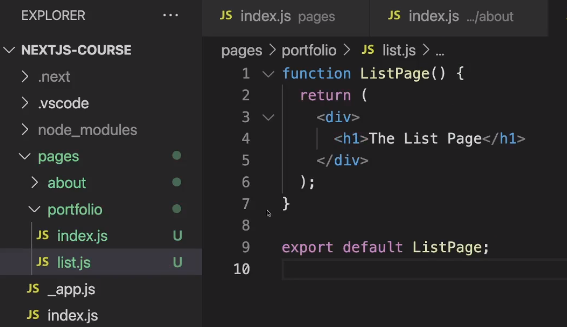 EXPLORER ...
JS index.js pages JS index.js .../about
NEXTJS-COURSE
pages > portfolio > JS list.js > ...
.next
.vscode
node_modules
pages
about
portfolio
JS index.js U
JS list.js U
JS _app.js
JS index.js
1 function ListPage() {
2 return (
3 <div>
4 <h1>The List Page</h1>
5 </div>
6 );
7 }
8
9 export default ListPage;
10